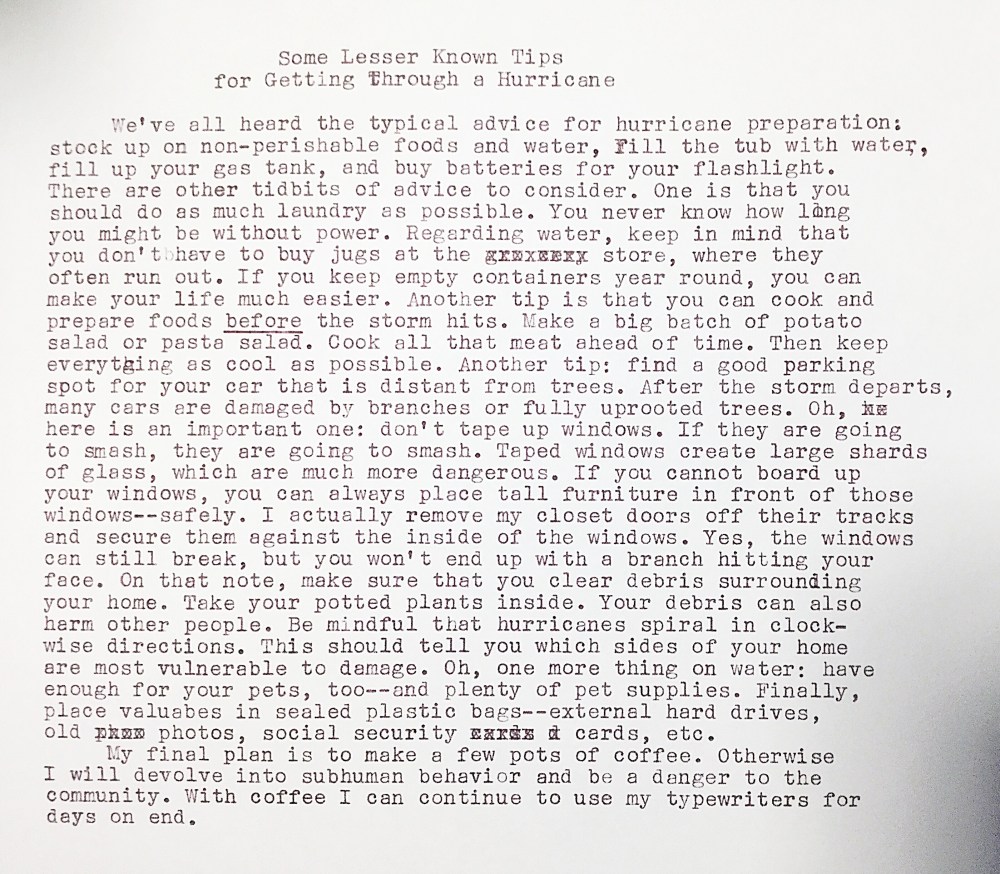 Some Lesser Known Tips
for Getting Through a Hurricane
We've all heard the typical advice for hurricane preparation:
stock up on non-perishable foods and water, fill the tub with water,
fill up your gas tank, and buy batteries for your flashlight.
There are other tidbits of advice to consider. One is that you
should do as much laundry as possible. You never know how long
you might be without power. Regarding water, keep in mind that
you don't have to buy jugs at the store, where they
often run out. If you keep empty containers year round, you can
make your life much easier. Another tip is that you can cook and
prepare foods before the storm hits. Make a big batch of potato
salad or pasta salad. Cook all that meat ahead of time. Then keep
everything as cool as possible. Another tip: find a good parking
spot for your car that is distant from trees. After the storm departs,
many cars are damaged by branches or fully uprooted trees. Oh,
here is an important one: don't tape up windows. If they are going
to smash, they are going to smash. Taped windows create large shards
of glass, which are much more dangerous. If you cannot board up
your windows, you can always place tall furniture in front of those
windows--safely. I actually remove my closet doors off their tracks
and secure them against the inside of the windows. Yes, the windows
can still break, but you won't end up with a branch hitting your
face. On that note, make sure that you clear debris surrounding
your home. Take your potted plants inside. Your debris can also
harm other people. Be mindful that hurricanes spiral in clock-
wise directions. This should tell you which sides of your home
are most vulnerable to damage. Oh, one more thing on water: have
enough for your pets, too--and plenty of pet supplies. Finally,
place valuabes in sealed plastic bags--external hard drives,
old photos, social security cards, etc.
My final plan is to make a few pots of coffee. Otherwise
I will devolve into subhuman behavior and be a danger to the
community. With coffee I can continue to use my typewriters for
days on end.